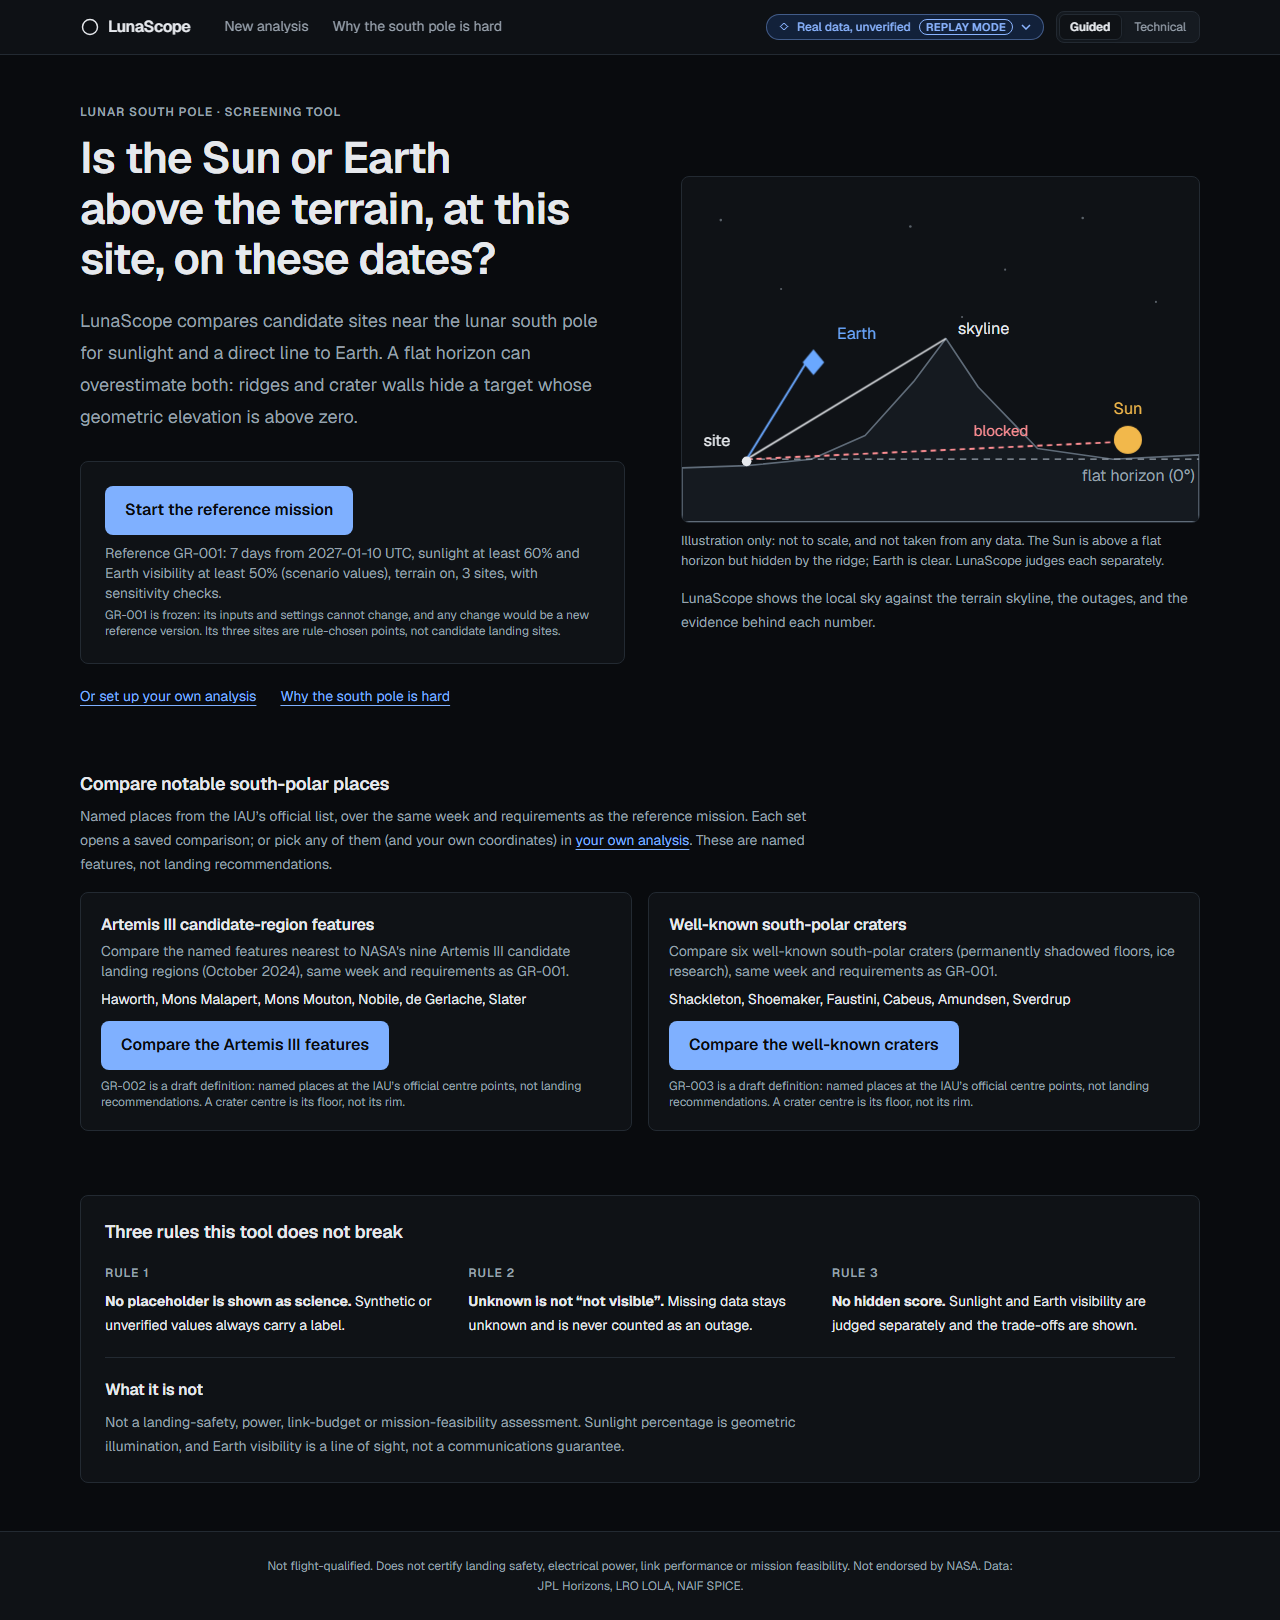 LunaScope
New analysis
Why the south pole is hard
Real data, unverified
REPLAY MODE
Guided
Technical
LUNAR SOUTH POLE · SCREENING TOOL
Is the Sun or Earth
above the terrain, at this
site, on these dates?
LunaScope compares candidate sites near the lunar south pole
for sunlight and a direct line to Earth. A flat horizon can
overestimate both: ridges and crater walls hide a target whose
geometric elevation is above zero.
Start the reference mission
Reference GR-001: 7 days from 2027-01-10 UTC, sunlight at least 60% and
Earth visibility at least 50% (scenario values), terrain on, 3 sites, with
sensitivity checks.
GR-001 is frozen: its inputs and settings cannot change, and any change would be a new
reference version. Its three sites are rule-chosen points, not candidate landing sites.
Or set up your own analysis
Why the south pole is hard
Earth
skyline
Sun
site
blocked
flat horizon (0°)
Illustration only: not to scale, and not taken from any data. The Sun is above a flat
horizon but hidden by the ridge; Earth is clear. LunaScope judges each separately.
LunaScope shows the local sky against the terrain skyline, the outages, and the
evidence behind each number.
Compare notable south-polar places
Named places from the IAU's official list, over the same week and requirements as the reference mission. Each set
opens a saved comparison; or pick any of them (and your own coordinates) in your own analysis. These are named
features, not landing recommendations.
Artemis III candidate-region features
Compare the named features nearest to NASA's nine Artemis III candidate
landing regions (October 2024), same week and requirements as GR-001.
Haworth, Mons Malapert, Mons Mouton, Nobile, de Gerlache, Slater
Compare the Artemis III features
GR-002 is a draft definition: named places at the IAU's official centre points, not landing
recommendations. A crater centre is its floor, not its rim.
Well-known south-polar craters
Compare six well-known south-polar craters (permanently shadowed floors, ice
research), same week and requirements as GR-001.
Shackleton, Shoemaker, Faustini, Cabeus, Amundsen, Sverdrup
Compare the well-known craters
GR-003 is a draft definition: named places at the IAU's official centre points, not landing
recommendations. A crater centre is its floor, not its rim.
Three rules this tool does not break
RULE 1
No placeholder is shown as science. Synthetic or
unverified values always carry a label.
RULE 2
Unknown is not “not visible”. Missing data stays
unknown and is never counted as an outage.
RULE 3
No hidden score. Sunlight and Earth visibility are
judged separately and the trade-offs are shown.
What it is not
Not a landing-safety, power, link-budget or mission-feasibility assessment. Sunlight percentage is geometric
illumination, and Earth visibility is a line of sight, not a communications guarantee.
Not flight-qualified. Does not certify landing safety, electrical power, link performance or mission feasibility. Not endorsed by NASA. Data:
JPL Horizons, LRO LOLA, NAIF SPICE.